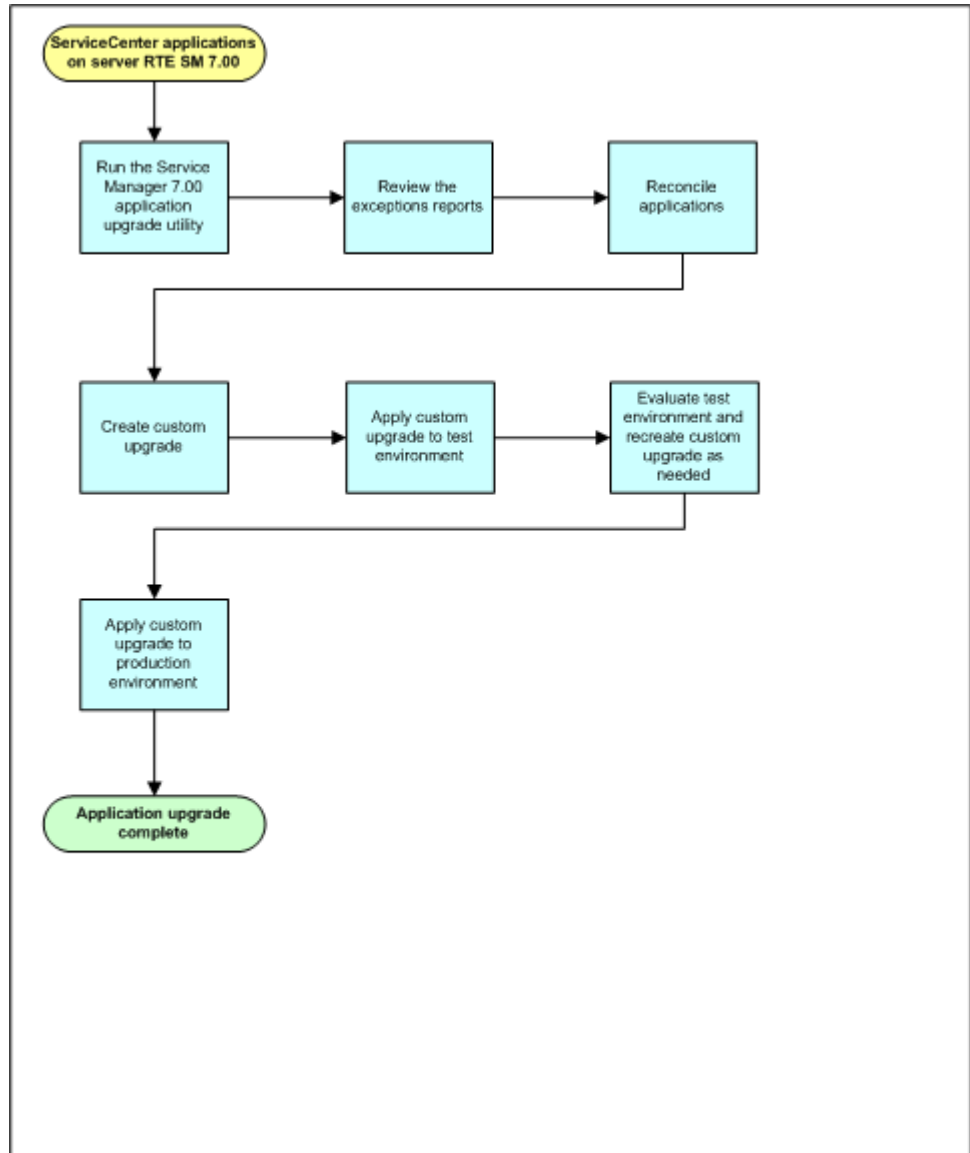 ServiceCenter applications
on server RTE SM 7.00
Run the Service
Manager 7.00
application
upgrade utility
Review the
exceptions reports
Reconcile
applications
Create custom
upgrade
Apply custom
upgrade to test
environment
Evaluate test
environment and
recreate custom
upgrade as
needed
Apply custom
upgrade to
production
environment
Application upgrade
complete